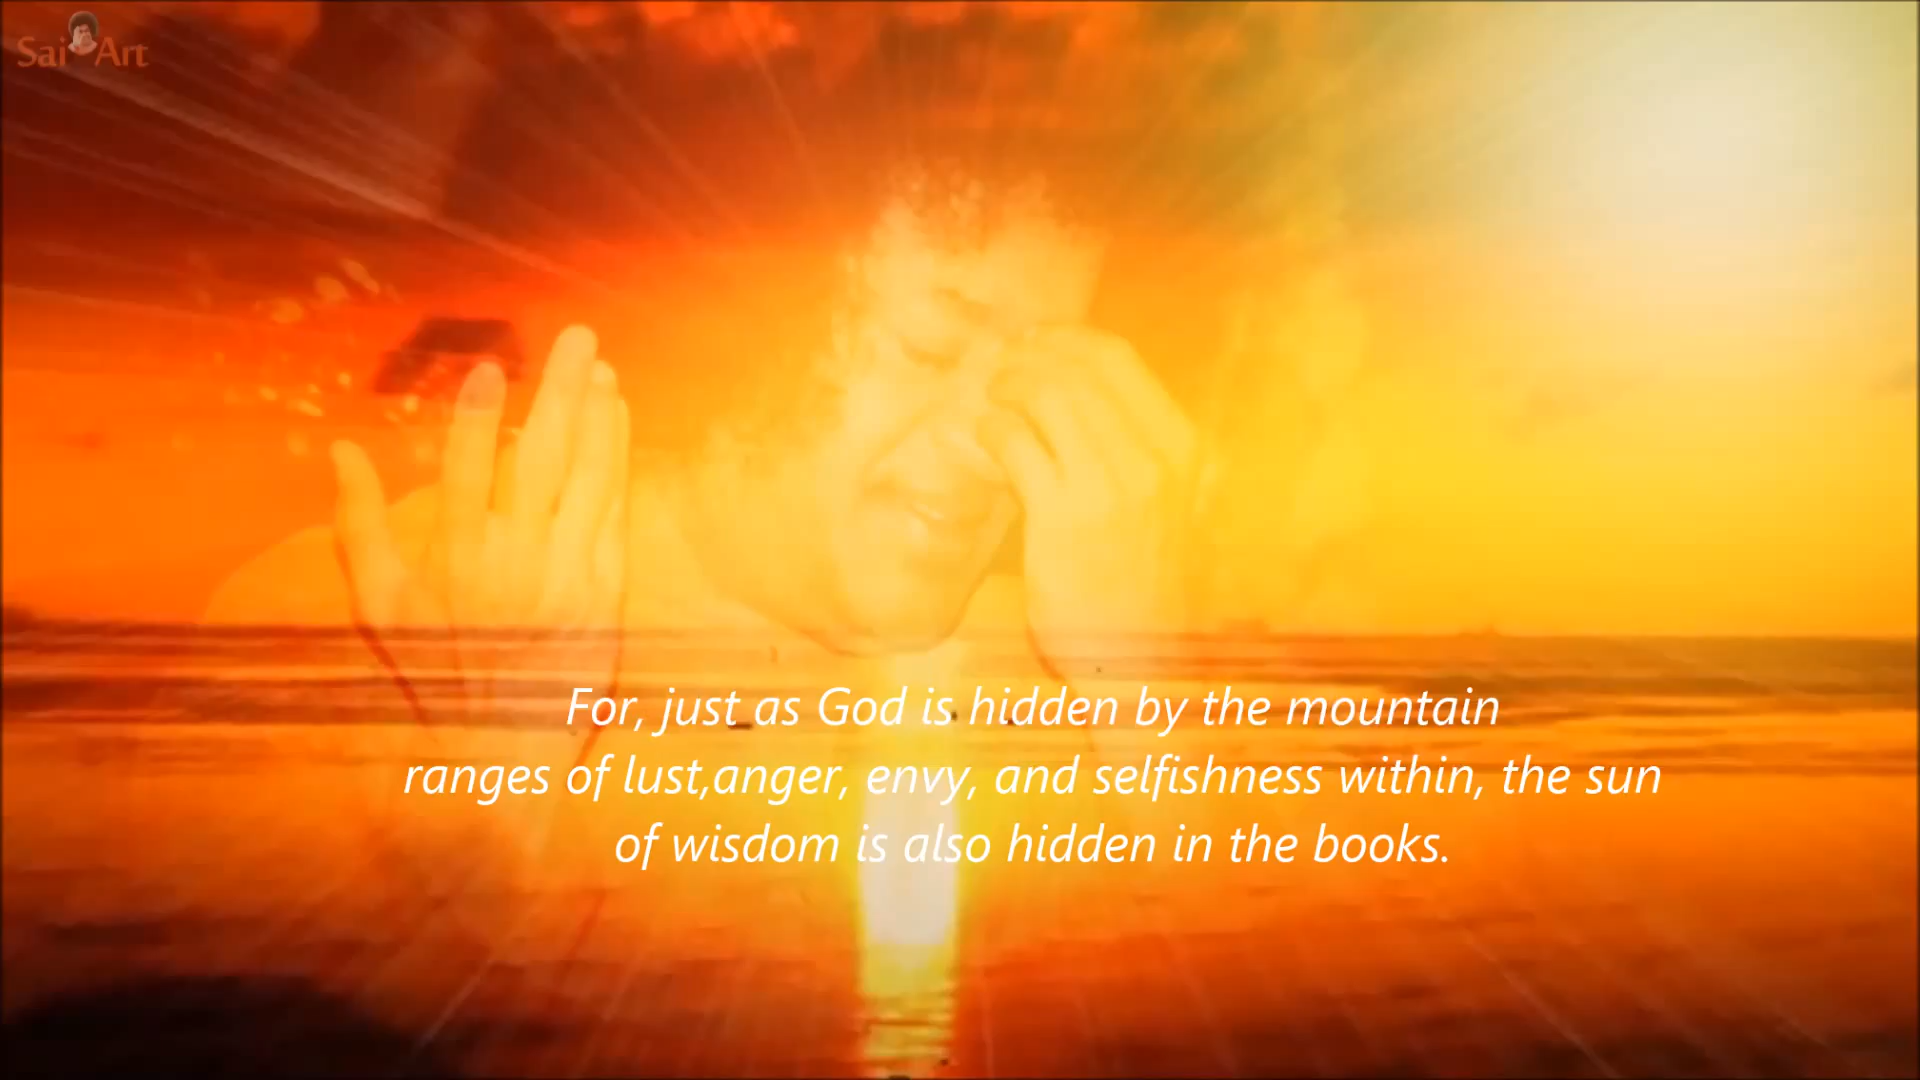 Sai Art
For, just as God is hidden by the mountain
ranges of lust,anger, envy, and selfishness within, the sun
of wisdom is also hidden in the books.